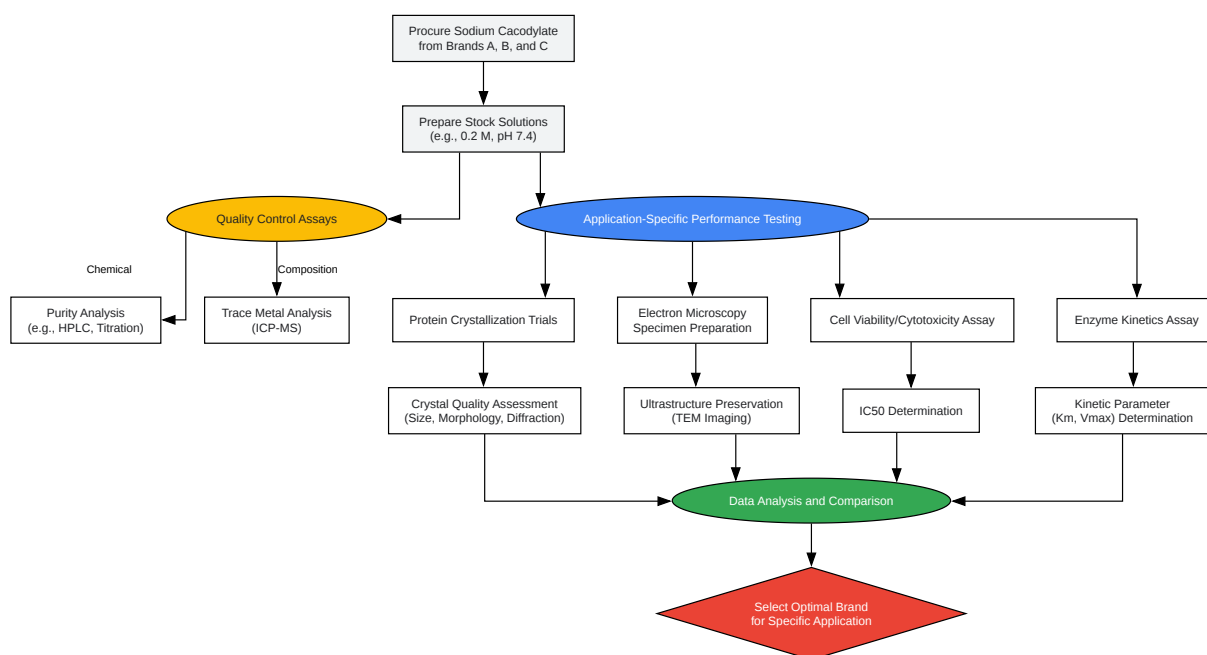 Procure Sodium Cacodylate
from Brands A, B, and C
Prepare Stock Solutions
(e.g., 0.2 M, pH 7.4)
Quality Control Assays
Application-Specific Performance Testing
Chemical
Composition
Purity Analysis
(e.g., HPLC, Titration)
Trace Metal Analysis
(ICP-MS)
Protein Crystallization Trials
Electron Microscopy
Specimen Preparation
Cell Viability/Cytotoxicity Assay
Enzyme Kinetics Assay
Crystal Quality Assessment
(Size, Morphology, Diffraction)
Ultrastructure Preservation
(TEM Imaging)
IC50 Determination
Kinetic Parameter
(Km, Vmax) Determination
Data Analysis and Comparison
Select Optimal Brand
for Specific Application